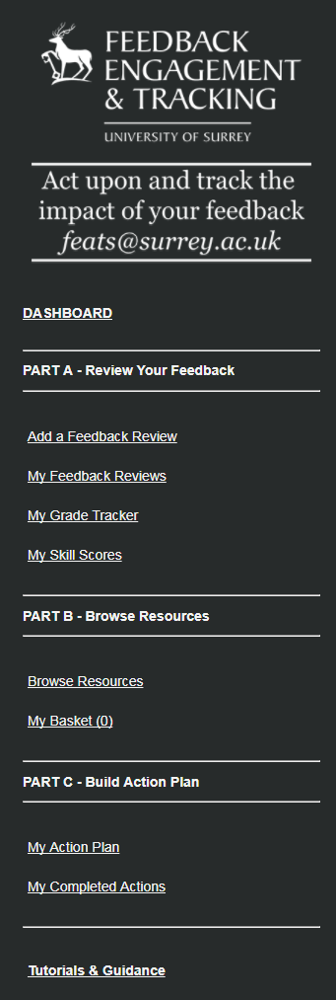 FEEDBACK
ENGAGEMENT
& TRACKING
UNIVERSITY OF SURREY
Act upon and track the
impact of your feedback
feats@surrey.ac.uk
DASHBOARD
PART A - Review Your Feedback
Add a Feedback Review
My Feedback Reviews
My Grade Tracker
My Skill Scores
PART B - Browse Resources
Browse Resources
My Basket (0)
PART C - Build Action Plan
My Action Plan
My Completed Actions
Tutorials & Guidance